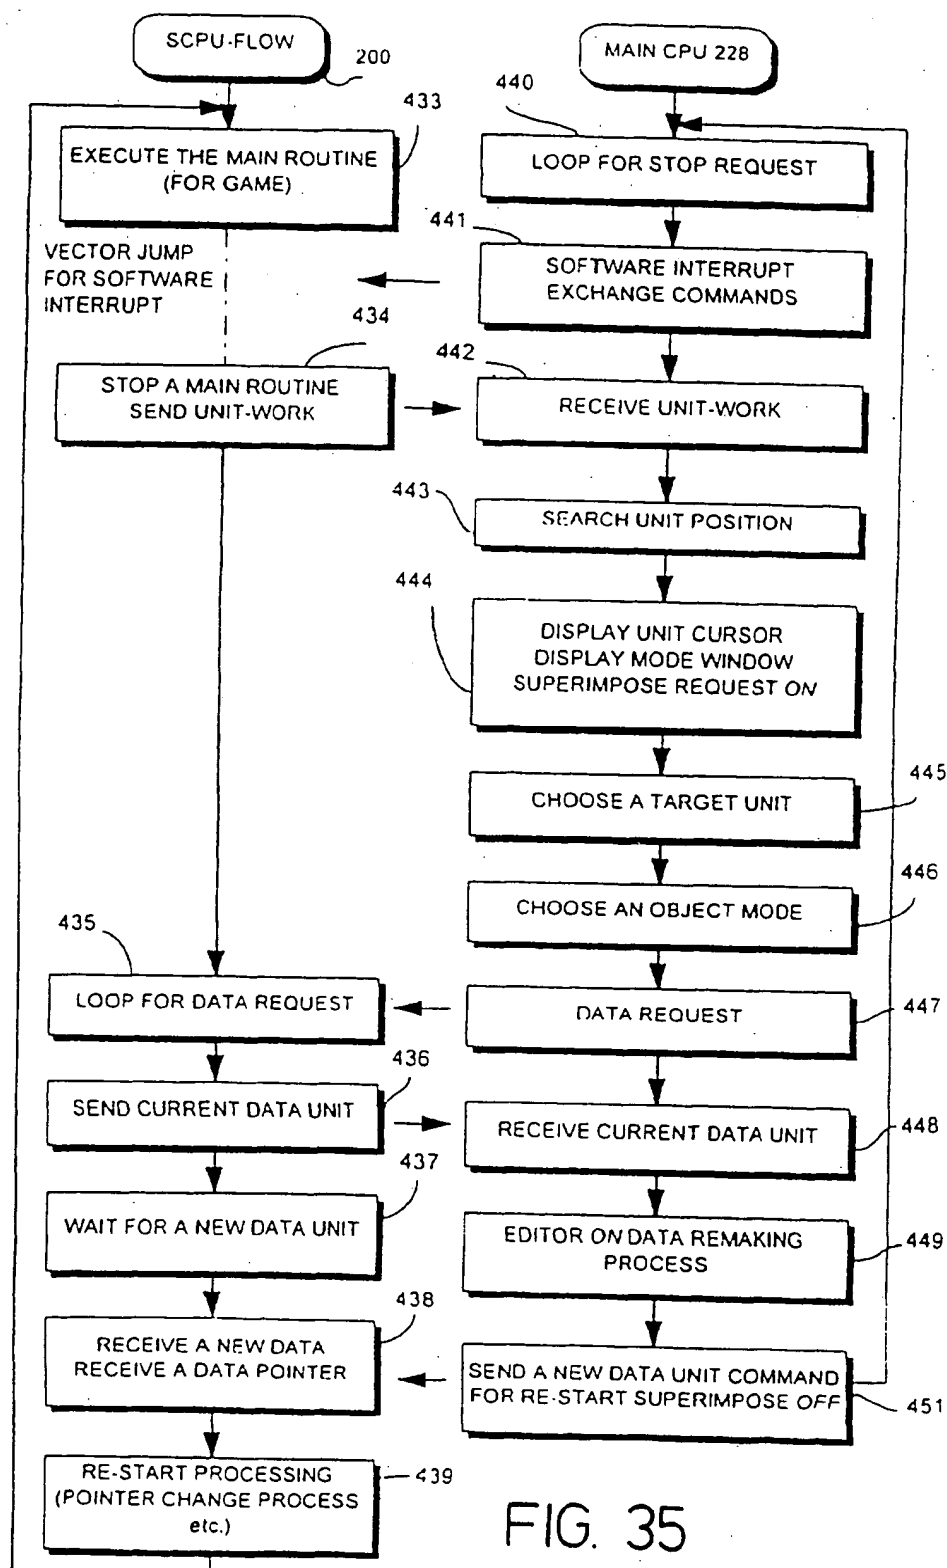 SCPU-FLOW
200
433
EXECUTE THE MAIN ROUTINE
(FOR GAME)
VECTOR JUMP
FOR SOFTWARE
INTERRUPT
434
STOP A MAIN ROUTINE
SEND UNIT-WORK
435
LOOP FOR DATA REQUEST
436
SEND CURRENT DATA UNIT
437
WAIT FOR A NEW DATA UNIT
438
RECEIVE A NEW DATA
RECEIVE A DATA POINTER
RE-START PROCESSING
(POINTER CHANGE PROCESS
etc.)
439
MAIN CPU 228
440
LOOP FOR STOP REQUEST
441
SOFTWARE INTERRUPT
EXCHANGE COMMANDS
442
RECEIVE UNIT-WORK
443
SEARCH UNIT POSITION
444
DISPLAY UNIT CURSOR
DISPLAY MODE WINDOW
SUPERIMPOSE REQUEST ON
445
CHOOSE A TARGET UNIT
446
CHOOSE AN OBJECT MODE
DATA REQUEST
447
RECEIVE CURRENT DATA UNIT
448
EDITOR ON DATA REMAKING
PROCESS
449
SEND A NEW DATA UNIT COMMAND
FOR RE-START SUPERIMPOSE OFF
451
FIG. 35